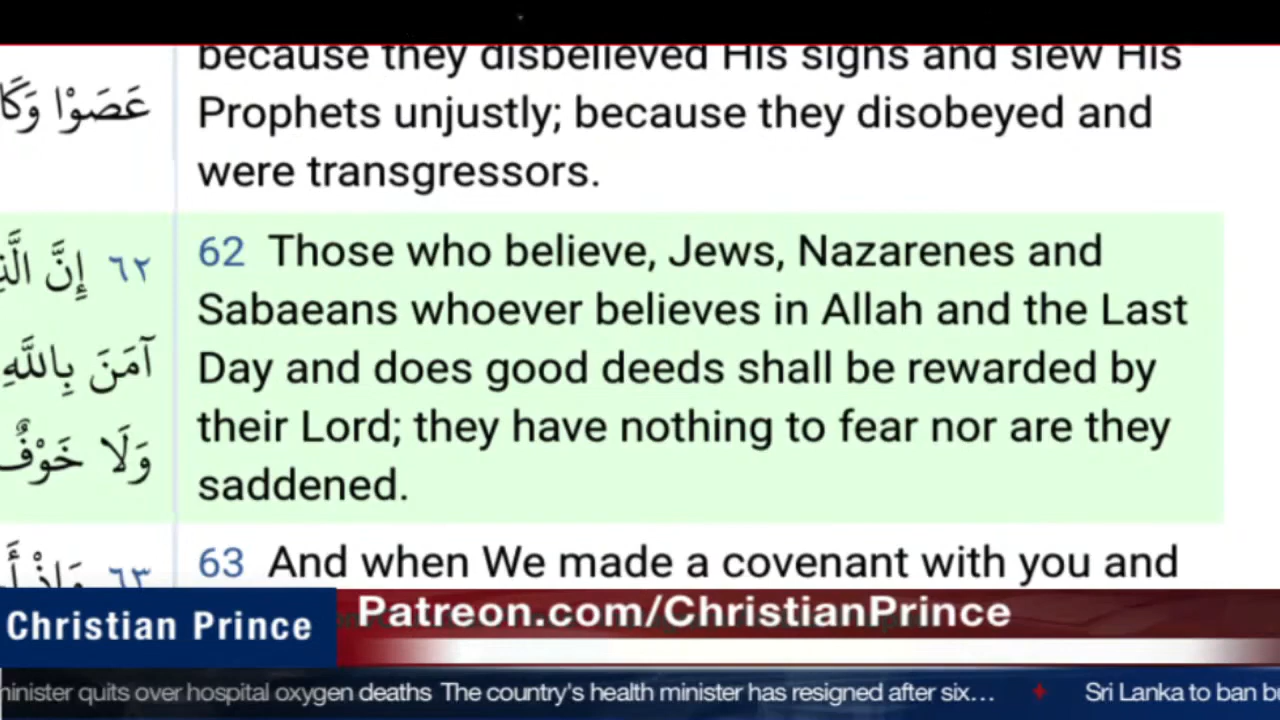 because they disbelieved His signs and slew His
عَصَوْا
Prophets unjustly; because they disobeyed and
were transgressors.
٦٢ إِنَّ
62 Those who believe, Jews, Nazarenes and
Sabaeans whoever believes in Allah and the Last
آمَنَ بِاللَّهِ
Day and does good deeds shall be rewarded by
وَلَا خَوْفٌ
their Lord; they have nothing to fear nor are they
saddened.
٦٣
63 And when We made a covenant with you and
Christian Prince
Patreon.com/ChristianPrince
quits over hospital oxygen deaths The country's health minister has resigned after six… Sri Lanka to ban